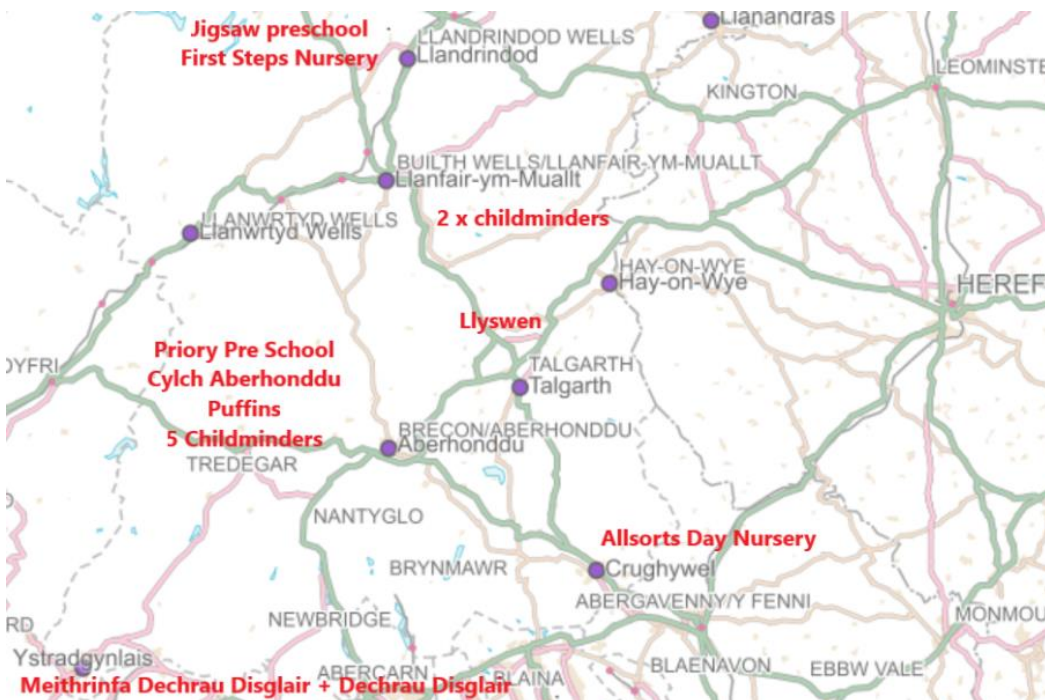 Jigsaw preschool
First Steps Nursery
Llanandras
LLANDRINDOD WELLS
Llandrindod
LEOMINSTE
KINGTON
BUILTH WELLS/LLANFAIR-YM-MUALLT
Llanfair-ym-Muallt
2 x childminders
LLANWRTYD WELLS
Llanwrtyd Wells
HAY-ON-WYE
Hay-on-Wye
HEREF
Llyswen
Priory Pre School
Cylch Aberhonddu
Puffins
5 Childminders
DYFRI
TALGARTH
Talgarth
BRECON/ABERHONDDU
Aberhonddu
TREDEGAR
NANTYGLO
Allsorts Day Nursery
BRYNMAWR
Crughywel
ABERGAVENNY/Y FENNI
NEWBRIDGE
MONMOU
RD
Ystradgynlais
ABERCARN
BLAINA
BLAENAVON
EBBW VALE
Meithrinfa Dechrau Disglair + Dechrau Disglair